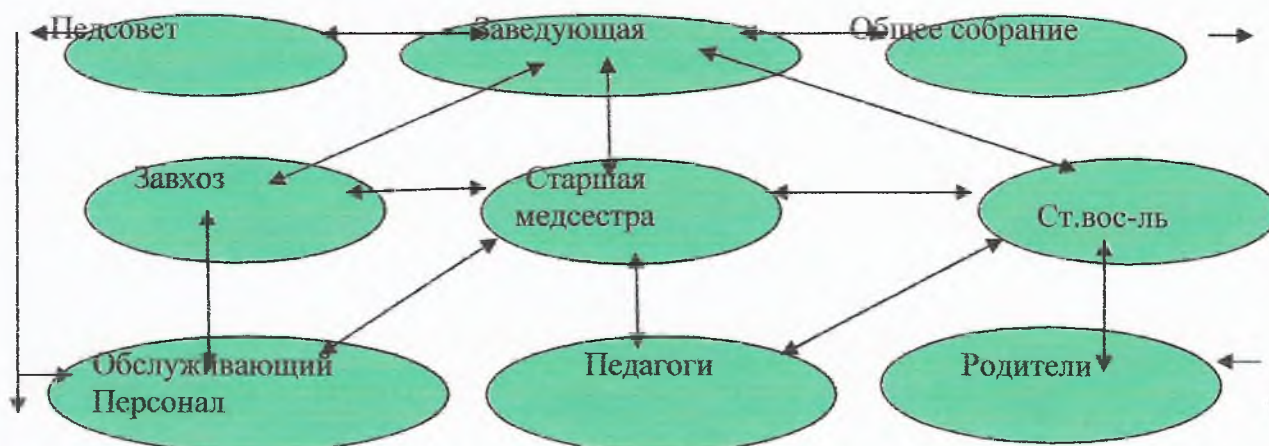 Педсовет Заведующая Общее собрание
Завхоз Старшая
медсестра Ст.вос-ль
Обслуживающий Педагоги Родители
Персонал